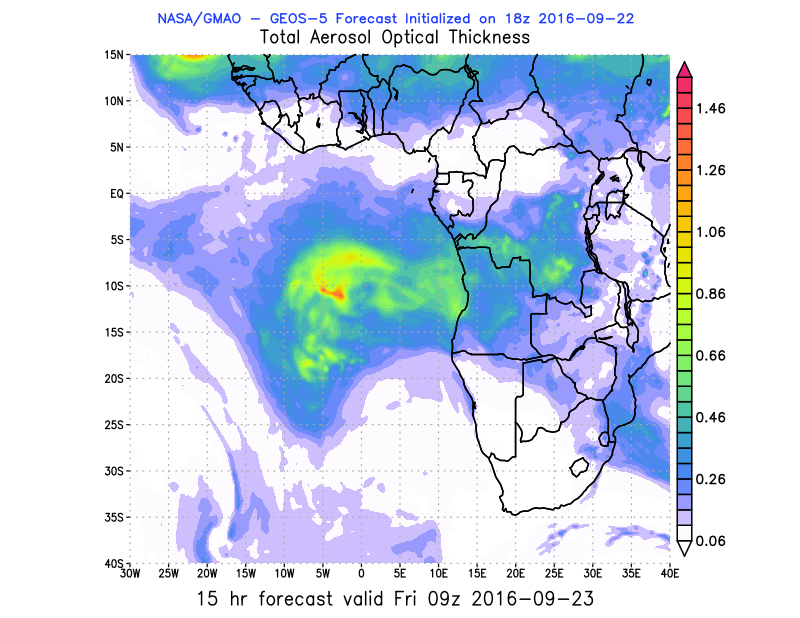 NASA/GMAO - GEOS-5 Forecast Initialized on 18z 2016-09-22
Total Aerosol Optical Thickness
15N
10N
5N
EQ
5S
10S
15S
20S
25S
30S
35S
40S
30W 25W 20W 15W 10W 5W 0 5E 10E 15E 20E 25E 30E 35E 40E
1.46
1.26
1.06
0.86
0.66
0.46
0.26
0.06
15 hr forecast valid Fri 09z 2016-09-23